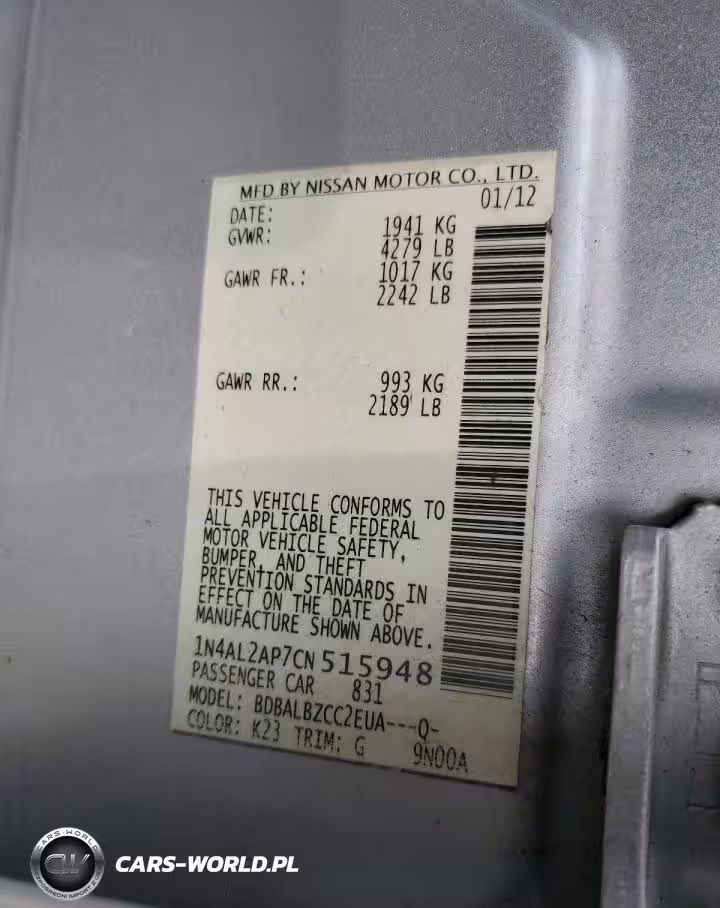 MFD BY NISSAN MOTOR CO., LTD.
DATE: 01/12
GVWR: 1941 KG
4279 LB
GAWR FR.: 1017 KG
2242 LB
GAWR RR.: 993 KG
2189 LB
THIS VEHICLE CONFORMS TO
ALL APPLICABLE FEDERAL
MOTOR VEHICLE SAFETY,
BUMPER, AND THEFT
PREVENTION STANDARDS IN
EFFECT ON THE DATE OF
MANUFACTURE SHOWN ABOVE.
1N4AL2AP7CN515948
PASSENGER CAR 831
MODEL: BDBALBZCC2EUA---Q-
COLOR: K23 TRIM: G 9N00A
CARS-WORLD
CW
CARS-WORLD.PL